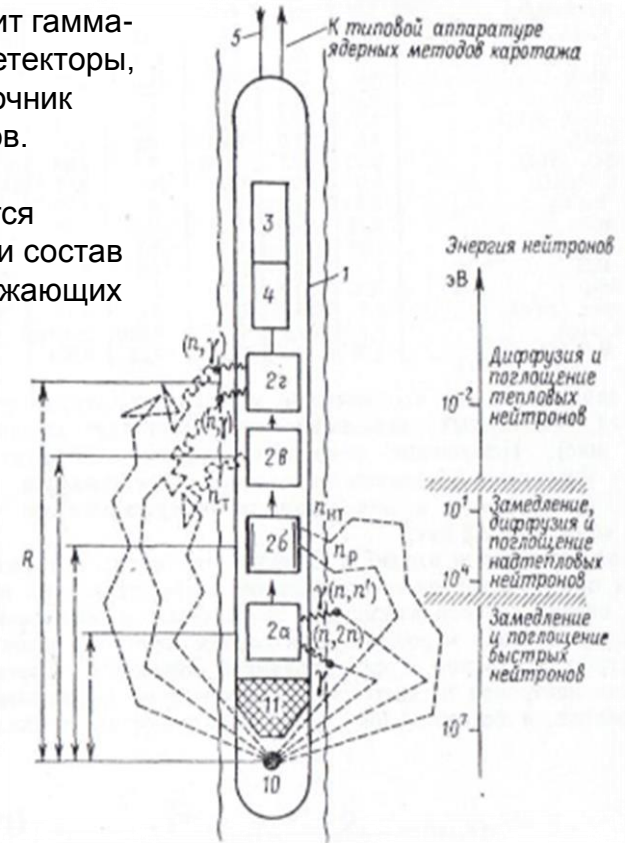 ит гамма-
етекторы,
очник
ов.
тся
и состав
жающих
К типовой аппаратуре
ядерных методов каротажа
5
3
4
1
Энергия нейтронов
эВ
(n,γ)
2г
Диффузия и
поглощение
тепловых
нейтронов
10⁻²
(n,γ)
2в
nт
R
10¹
Замедление,
диффузия и
поглощение
надтепловых
нейтронов
nнт
nр
2б
γ(n,n')
2а
(n,2n)
γ
Замедление
и поглощение
быстрых
нейтронов
11
10⁷
10